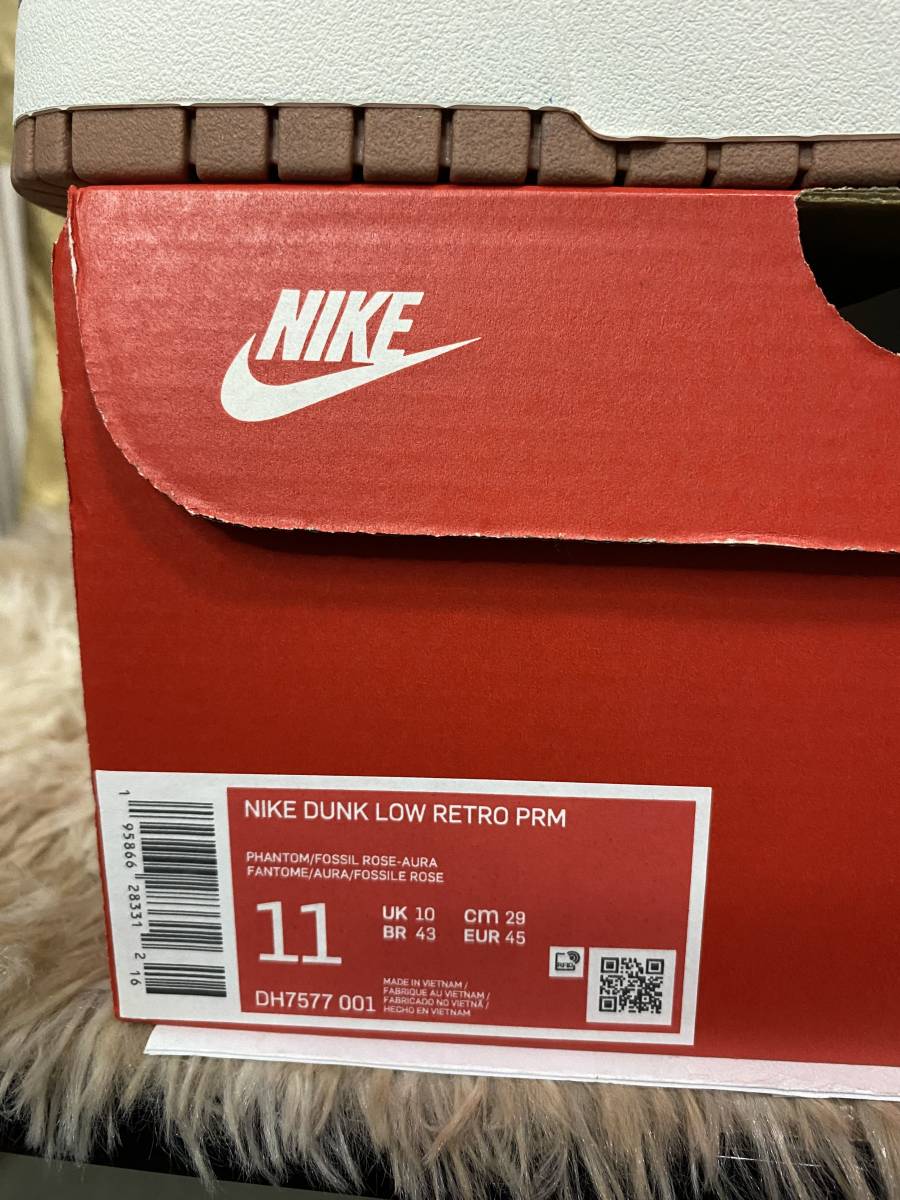 NIKE
NIKE DUNK LOW RETRO PRM
PHANTOM/FOSSIL ROSE-AURA
FANTOME/AURA/FOSSILE ROSE
11
UK 10 cm 29
BR 43 EUR 45
DH7577 001
MADE IN VIETNAM /
FABRIQUE AU VIETNAM /
FABRICADO NO VIETNÃ /
HECHO EN VIETNAM
RFID
1 95866 28331 2 16